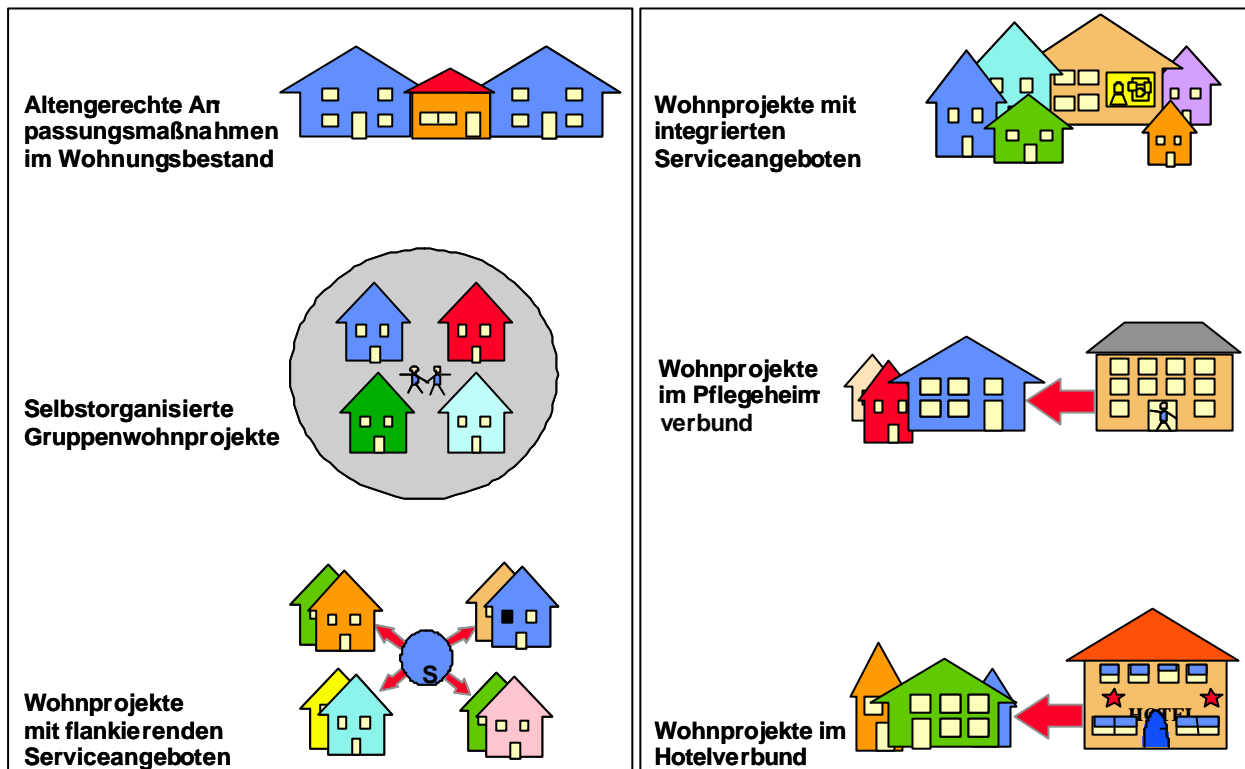 Altengerechte An-
passungsmaßnahmen
im Wohnungsbestand
Selbstorganisierte
Gruppenwohnprojekte
S
Wohnprojekte
mit flankierenden
Serviceangeboten
Wohnprojekte mit
integrierten
Serviceangeboten
Wohnprojekte
im Pflegeheim-
verbund
HOTEL
Wohnprojekte im
Hotelverbund